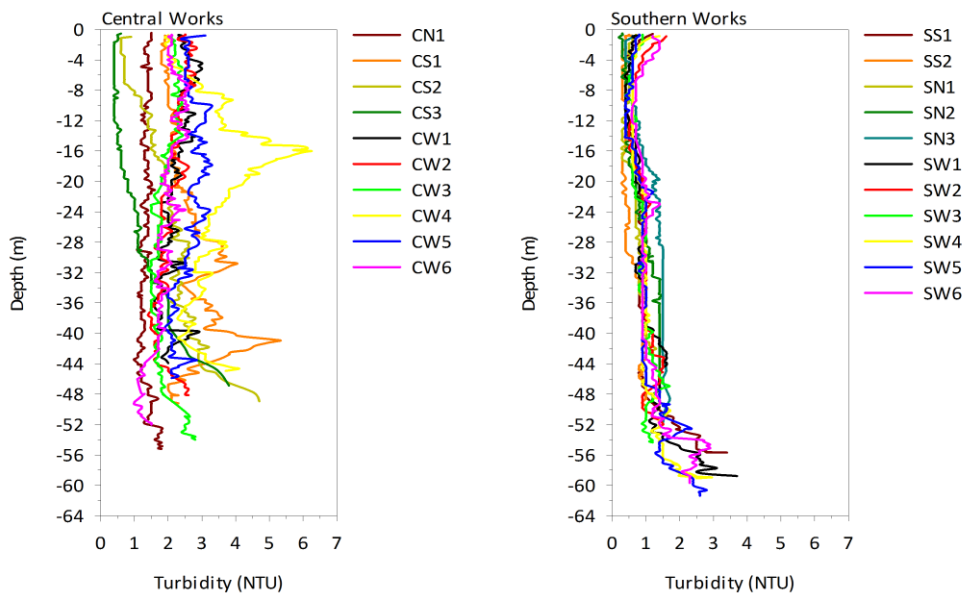 Central Works
0
-4
-8
-12
-16
-20
-24
-28
-32
-36
-40
-44
-48
-52
-56
-60
-64
Depth (m)
0 1 2 3 4 5 6 7
Turbidity (NTU)
CN1
CS1
CS2
CS3
CW1
CW2
CW3
CW4
CW5
CW6
Southern Works
0
-4
-8
-12
-16
-20
-24
-28
-32
-36
-40
-44
-48
-52
-56
-60
-64
Depth (m)
0 1 2 3 4 5 6 7
Turbidity (NTU)
SS1
SS2
SN1
SN2
SN3
SW1
SW2
SW3
SW4
SW5
SW6